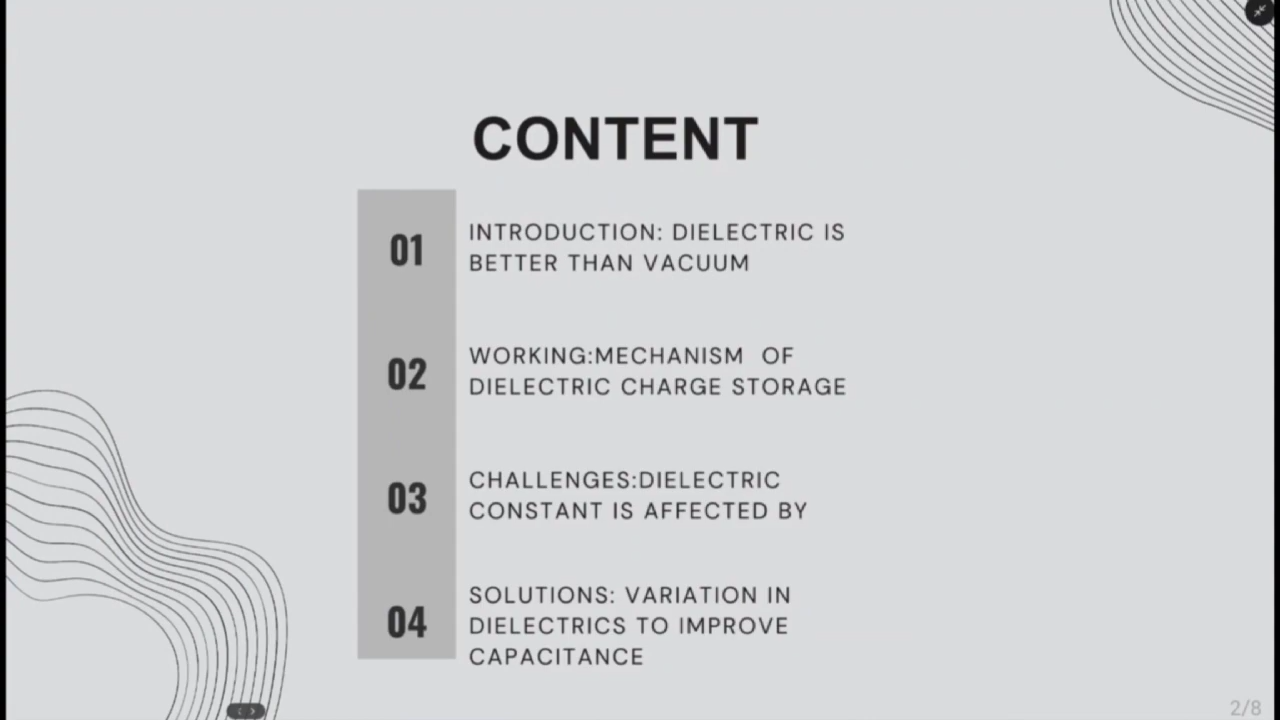 CONTENT
01
INTRODUCTION: DIELECTRIC IS
BETTER THAN VACUUM
02
WORKING:MECHANISM OF
DIELECTRIC CHARGE STORAGE
03
CHALLENGES:DIELECTRIC
CONSTANT IS AFFECTED BY
04
SOLUTIONS: VARIATION IN
DIELECTRICS TO IMPROVE
CAPACITANCE
2/8